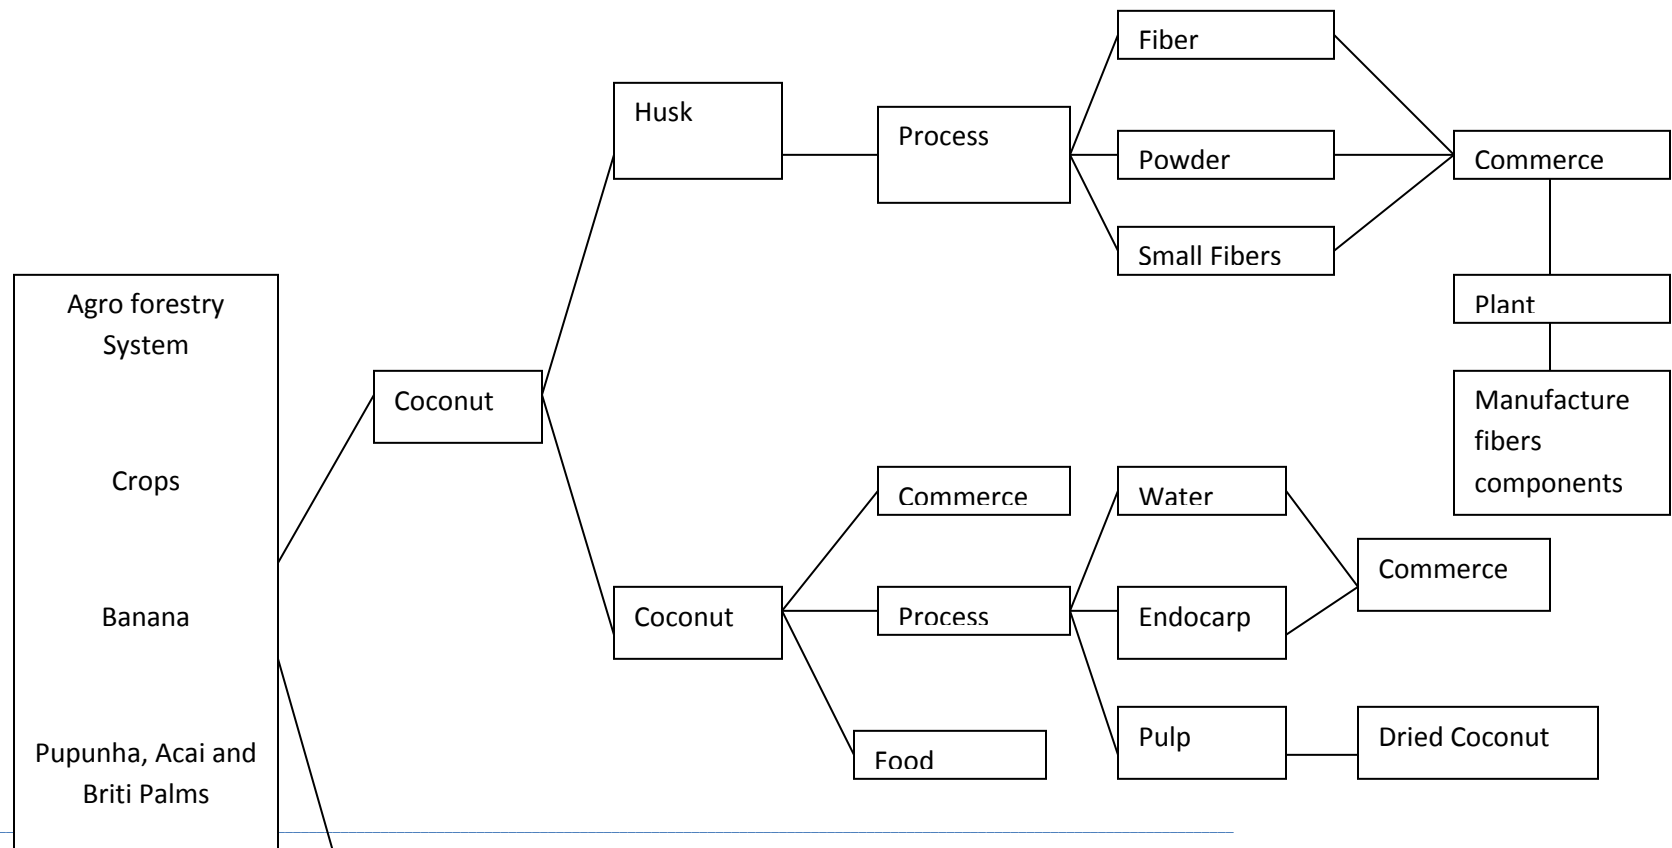 Fiber
Husk
Process
Powder
Commerce
Small Fibers
Agro forestry
System
Plant
Coconut
Manufacture
fibers
components
Crops
Commerce
Water
Commerce
Banana
Coconut
Process
Endocarp
Pupunha, Acai and
Briti Palms
Food
Pulp
Dried Coconut